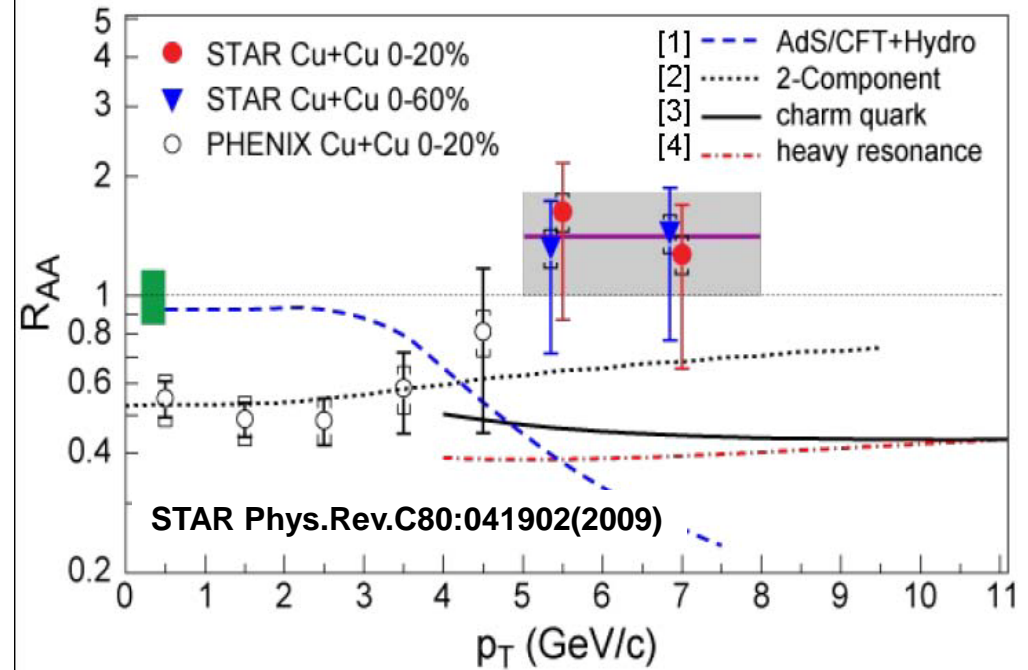 5
4
3
2
1
0.8
0.6
0.4
0.2
R_AA
STAR Cu+Cu 0-20%
STAR Cu+Cu 0-60%
PHENIX Cu+Cu 0-20%
[1] AdS/CFT+Hydro
[2] 2-Component
[3] charm quark
[4] heavy resonance
STAR Phys.Rev.C80:041902(2009)
0 1 2 3 4 5 6 7 8 9 10 11
p_T (GeV/c)